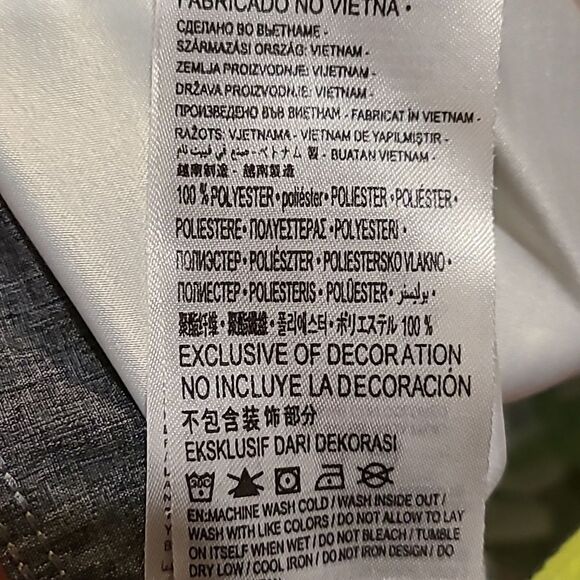 FABRICADO NO VIETNA •
СДЕЛАНО ВО ВЬЕТНАМЕ -
SZÁRMAZÁSI ORSZÁG: VIETNAM -
ZEMLJA PROIZVODNJE: VIJETNAM -
DRŽAVA PROIZVODNJE: VIETNAM -
ПРОИЗВЕДЕНО ВЪВ ВИЕТНАМ - FABRICAT ÎN VIETNAM -
RAŽOTS: VJETNAMA - VIETNAM DE YAPILMIŞTIR -
صنع في فييت نام - ベトナム 製 - BUATAN VIETNAM -
越南制造 - 越南製造
100 % POLYESTER • poliéster • POLIESTER • POLIÉSTER •
POLIESTERE • ΠΟΛΥΕΣΤΕΡΑΣ • POLYESTERI •
ПОЛИЭСТЕР • POLIÉSZTER • POLIESTERSKO VLAKNO •
ПОЛИЕСТЕР • POLIESTERIS • POLÜESTER • بوليستر •
聚酯纤维 • 聚酯纖維 • 폴리에스터 • ポリエステル 100 %
EXCLUSIVE OF DECORATION
NO INCLUYE LA DECORACIÓN
不包含装饰部分
EKSKLUSIF DARI DEKORASI
EN:MACHINE WASH COLD / WASH INSIDE OUT /
WASH WITH LIKE COLORS / DO NOT ALLOW TO LAY
ON ITSELF WHEN WET / DO NOT BLEACH / TUMBLE
DRY LOW / COOL IRON / DO NOT IRON DESIGN / DO